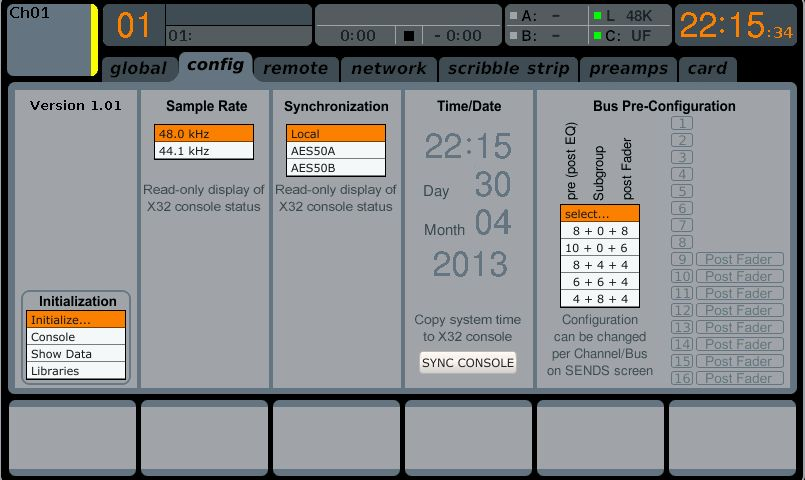 Ch01
01
01:
0:00
- 0:00
A: -
L 48K
B: -
C: UF
22:15:34
global
config
remote
network
scribble strip
preamps
card
Version 1.01
Initialization
Initialize...
Console
Show Data
Libraries
Sample Rate
48.0 kHz
44.1 kHz
Read-only display of
X32 console status
Synchronization
Local
AES50A
AES50B
Read-only display of
X32 console status
Time/Date
22:15
Day 30
Month 04
2013
Copy system time
to X32 console
SYNC CONSOLE
Bus Pre-Configuration
pre (post EQ)
Subgroup
post Fader
select...
8 + 0 + 8
10 + 0 + 6
8 + 4 + 4
6 + 6 + 4
4 + 8 + 4
Configuration
can be changed
per Channel/Bus
on SENDS screen
1
2
3
4
5
6
7
8
9 Post Fader
10 Post Fader
11 Post Fader
12 Post Fader
13 Post Fader
14 Post Fader
15 Post Fader
16 Post Fader